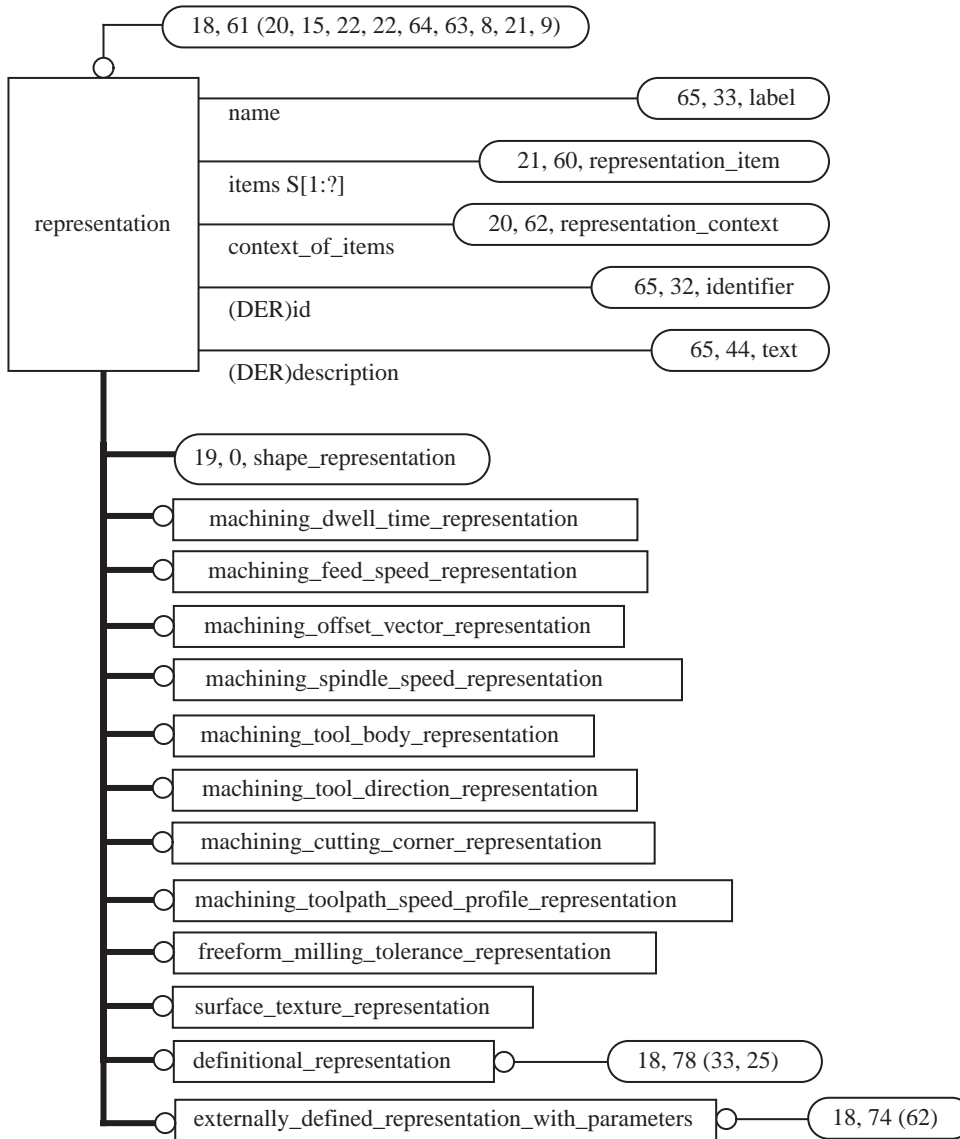 18, 61 (20, 15, 22, 22, 64, 63, 8, 21, 9)
65, 33, label
name
21, 60, representation_item
items S[1:?]
representation
20, 62, representation_context
context_of_items
65, 32, identifier
(DER)id
65, 44, text
(DER)description
19, 0, shape_representation
machining_dwell_time_representation
machining_feed_speed_representation
machining_offset_vector_representation
machining_spindle_speed_representation
machining_tool_body_representation
machining_tool_direction_representation
machining_cutting_corner_representation
machining_toolpath_speed_profile_representation
freeform_milling_tolerance_representation
surface_texture_representation
definitional_representation
18, 78 (33, 25)
externally_defined_representation_with_parameters
18, 74 (62)